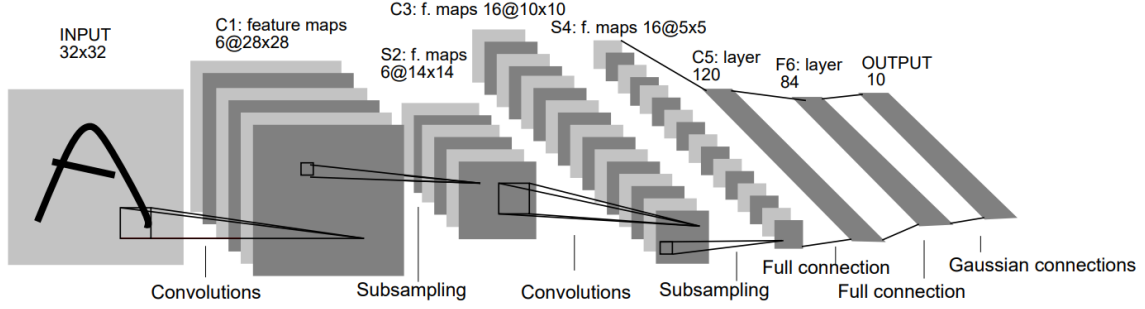 INPUT
32x32
C1: feature maps
6@28x28
S2: f. maps
6@14x14
C3: f. maps 16@10x10
S4: f. maps 16@5x5
C5: layer
120
F6: layer
84
OUTPUT
10
Convolutions
Subsampling
Convolutions
Subsampling
Full connection
Full connection
Gaussian connections